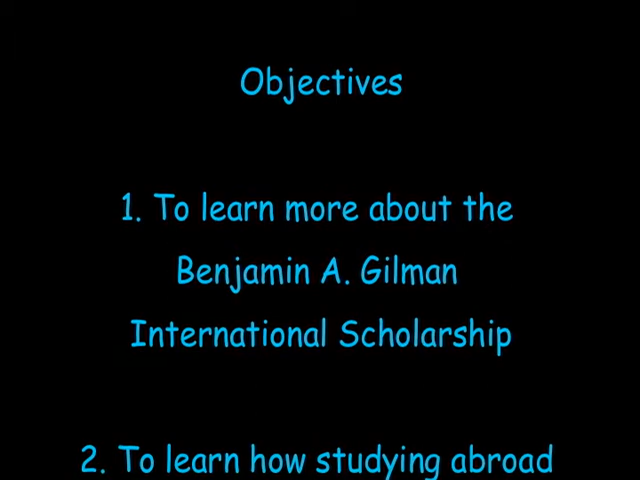 Objectives
1. To learn more about the
Benjamin A. Gilman
International Scholarship
2. To learn how studying abroad